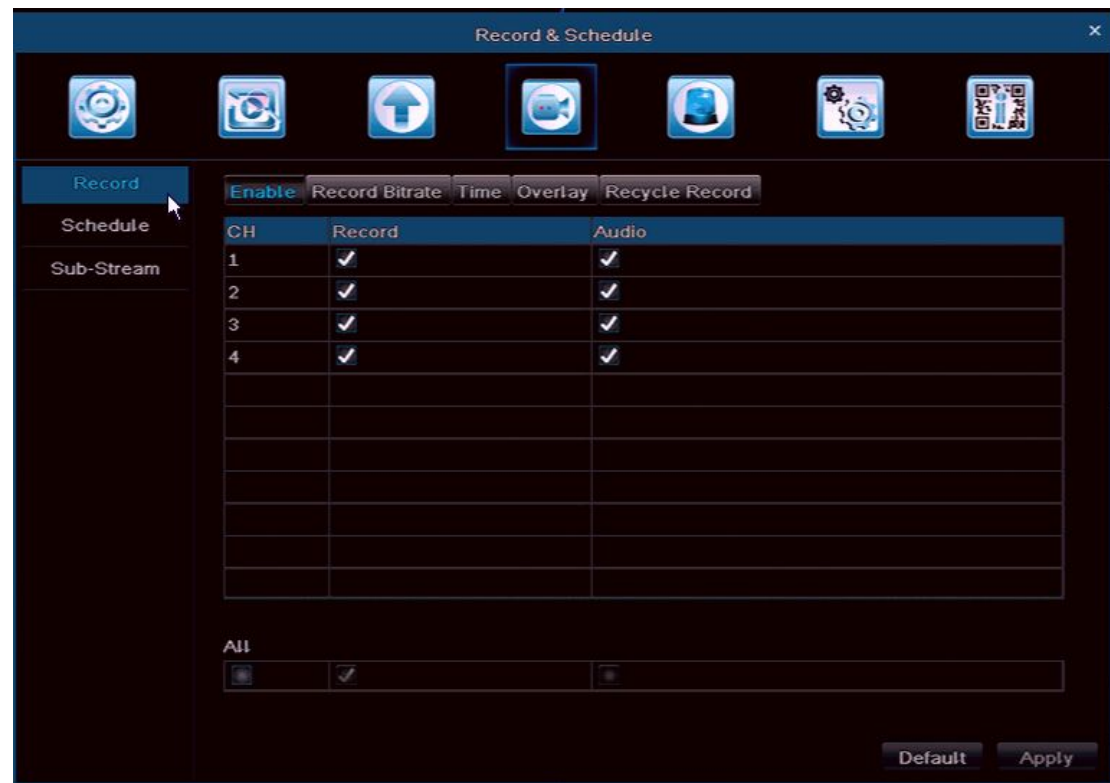 Record & Schedule
Record
Schedule
Sub-Stream
Enable Record Bitrate Time Overlay Recycle Record
CH Record Audio
1
2
3
4
All
Default Apply